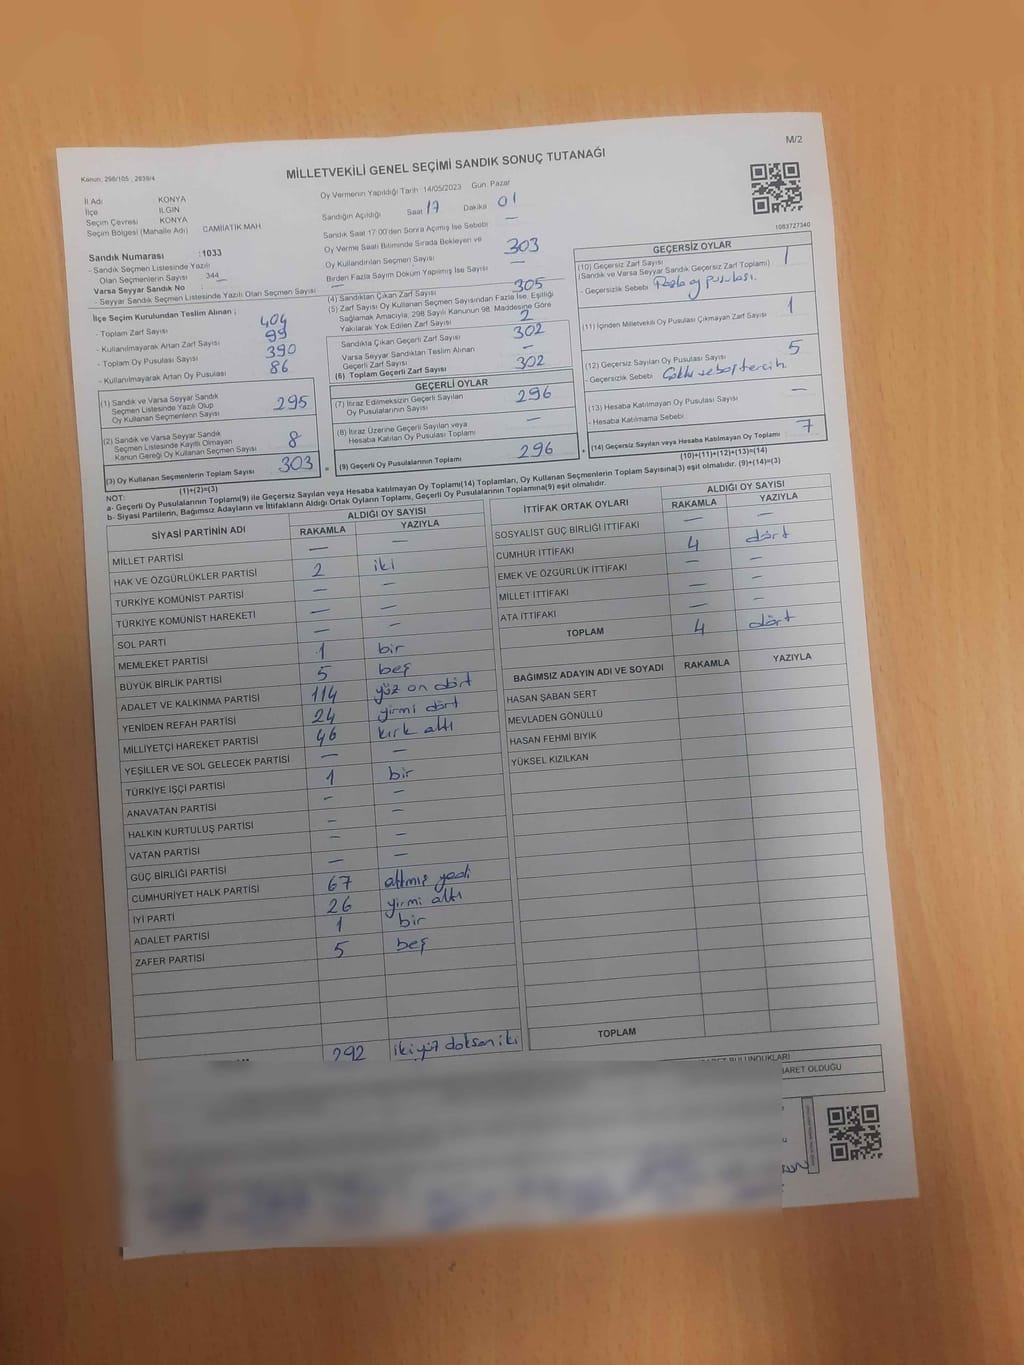 M/2
Kanun: 298/105 , 2839/4
MİLLETVEKİLİ GENEL SEÇİMİ SANDIK SONUÇ TUTANAĞI
1083727340
İl Adı KONYA
İlçe ILGIN
Seçim Çevresi KONYA
Seçim Bölgesi (Mahalle Adı) CAMİİATİK MAH
Sandık Numarası : 1033
- Sandık Seçmen Listesinde Yazılı
Olan Seçmenlerin Sayısı 344
Varsa Seyyar Sandık No :
- Seyyar Sandık Seçmen Listesinde Yazılı Olan Seçmen Sayısı : —
Oy Vermenin Yapıldığı Tarih : 14/05/2023 Gun: Pazar
Sandığın Açıldığı Saat 17 Dakika 01
Sandık Saat 17:00'den Sonra Açımış İse Sebebi —
Oy Verme Saati Bitiminde Sırada Bekleyen ve
Oy Kullandırılan Seçmen Sayısı 303
Birden Fazla Sayım Döküm Yapılmış İse Sayısı —
İlçe Seçim Kurulundan Teslim Alınan ;
- Toplam Zarf Sayısı 404
- Kullanılmayarak Artan Zarf Sayısı 99
- Toplam Oy Pusulası Sayısı 390
- Kullanılmayarak Artan Oy Pusulası 86
(1) Sandık ve Varsa Seyyar Sandık
Seçmen Listesinde Yazılı Olup
Oy Kullanan Seçmenlerin Sayısı 295
(2) Sandık ve Varsa Seyyar Sandık
Seçmen Listesinde Kayıtlı Olmayan
Kanun Gereği Oy Kullanan Seçmen Sayısı 8
(3) Oy Kullanan Seçmenlerin Toplam Sayısı 303
(1)+(2)=(3)
(4) Sandıktan Çıkan Zarf Sayısı 305
(5) Zarf Sayısı Oy Kullanan Seçmen Sayısından Fazla İse, Eşitliği
Sağlamak Amacıyla, 298 Sayılı Kanunun 98. Maddesine Göre
Yakılarak Yok Edilen Zarf Sayısı 2
Sandıkta Çıkan Geçerli Zarf Sayısı 302
Varsa Seyyar Sandıktan Teslim Alınan
Geçerli Zarf Sayısı —
(6) Toplam Geçerli Zarf Sayısı 302
GEÇERLİ OYLAR
(7) İtiraz Edilmeksizin Geçerli Sayılan
Oy Pusulalarının Sayısı 296
(8) İtiraz Üzerine Geçerli Sayılan veya
Hesaba Katılan Oy Pusulası Toplamı —
(9) Geçerli Oy Pusulalarının Toplamı 296
GEÇERSİZ OYLAR
(10) Geçersiz Zarf Sayısı
(Sandık ve Varsa Seyyar Sandık Geçersiz Zarf Toplamı) 1
- Geçersizlik Sebebi Fazla oy pusulası.
(11) İçinden Milletvekili Oy Pusulası Çıkmayan Zarf Sayısı 1
(12) Geçersiz Sayılan Oy Pusulası Sayısı 5
- Geçersizlik Sebebi Çoklu ve boş tercih.
(13) Hesaba Katılmayan Oy Pusulası Sayısı —
- Hesaba Katılmama Sebebi
(14) Geçersiz Sayılan veya Hesaba Katılmayan Oy Toplamı 7
(10)+(11)+(12)+(13)=(14)
NOT:
a- Geçerli Oy Pusulalarının Toplamı(9) ile Geçersiz Sayılan veya Hesaba katılmayan Oy Toplamı(14) Toplamları, Oy Kullanan Seçmenlerin Toplam Sayısına(3) eşit olmalıdır. (9)+(14)=(3)
b- Siyasi Partilerin, Bağımsız Adayların ve İttifakların Aldığı Ortak Oyların Toplamı, Geçerli Oy Pusulalarının Toplamına(9) eşit olmalıdır.
SİYASİ PARTİNİN ADI ALDIĞI OY SAYISI
RAKAMLA YAZIYLA
MİLLET PARTİSİ — —
HAK VE ÖZGÜRLÜKLER PARTİSİ 2 iki
TÜRKİYE KOMÜNİST PARTİSİ — —
TÜRKİYE KOMÜNİST HAREKETİ — —
SOL PARTİ — —
MEMLEKET PARTİSİ 1 bir
BÜYÜK BİRLİK PARTİSİ 5 beş
ADALET VE KALKINMA PARTİSİ 114 yüz on dört
YENİDEN REFAH PARTİSİ 24 yirmi dört
MİLLİYETÇİ HAREKET PARTİSİ 46 kırk altı
YEŞİLLER VE SOL GELECEK PARTİSİ — —
TÜRKİYE İŞÇİ PARTİSİ 1 bir
ANAVATAN PARTİSİ — —
HALKIN KURTULUŞ PARTİSİ — —
VATAN PARTİSİ — —
GÜÇ BİRLİĞİ PARTİSİ — —
CUMHURİYET HALK PARTİSİ 67 altmış yedi
İYİ PARTİ 26 yirmi altı
ADALET PARTİSİ 1 bir
ZAFER PARTİSİ 5 beş
292 ikiyüz doksan iki
İTTİFAK ORTAK OYLARI ALDIĞI OY SAYISI
RAKAMLA YAZIYLA
SOSYALİST GÜÇ BİRLİĞİ İTTİFAKI — —
CUMHUR İTTİFAKI 4 dört
EMEK VE ÖZGÜRLÜK İTTİFAKI — —
MİLLET İTTİFAKI — —
ATA İTTİFAKI — —
TOPLAM 4 dört
BAĞIMSIZ ADAYIN ADI VE SOYADI RAKAMLA YAZIYLA
HASAN ŞABAN SERT
MEVLADEN GÖNÜLLÜ
HASAN FEHMİ BIYIK
YÜKSEL KIZILKAN
TOPLAM
BULUNDUKLARI
İBARET OLDUĞU